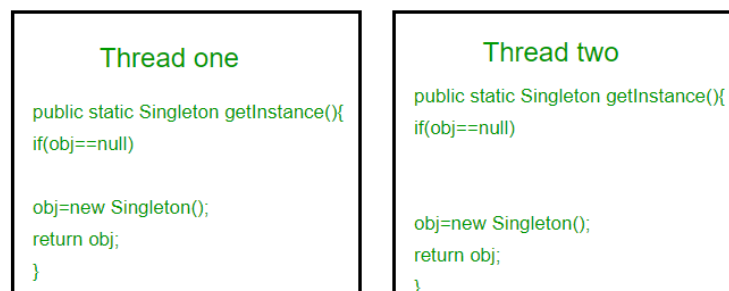 Thread one
public static Singleton getInstance(){
if(obj==null)
obj=new Singleton();
return obj;
}
Thread two
public static Singleton getInstance(){
if(obj==null)
obj=new Singleton();
return obj;
}